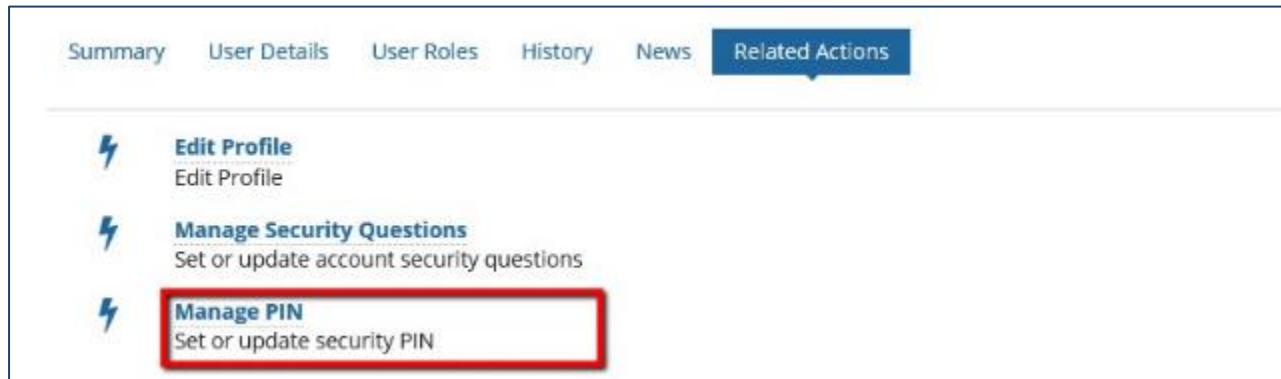 Summary User Details User Roles History News Related Actions
Edit Profile
Edit Profile
Manage Security Questions
Set or update account security questions
Manage PIN
Set or update security PIN